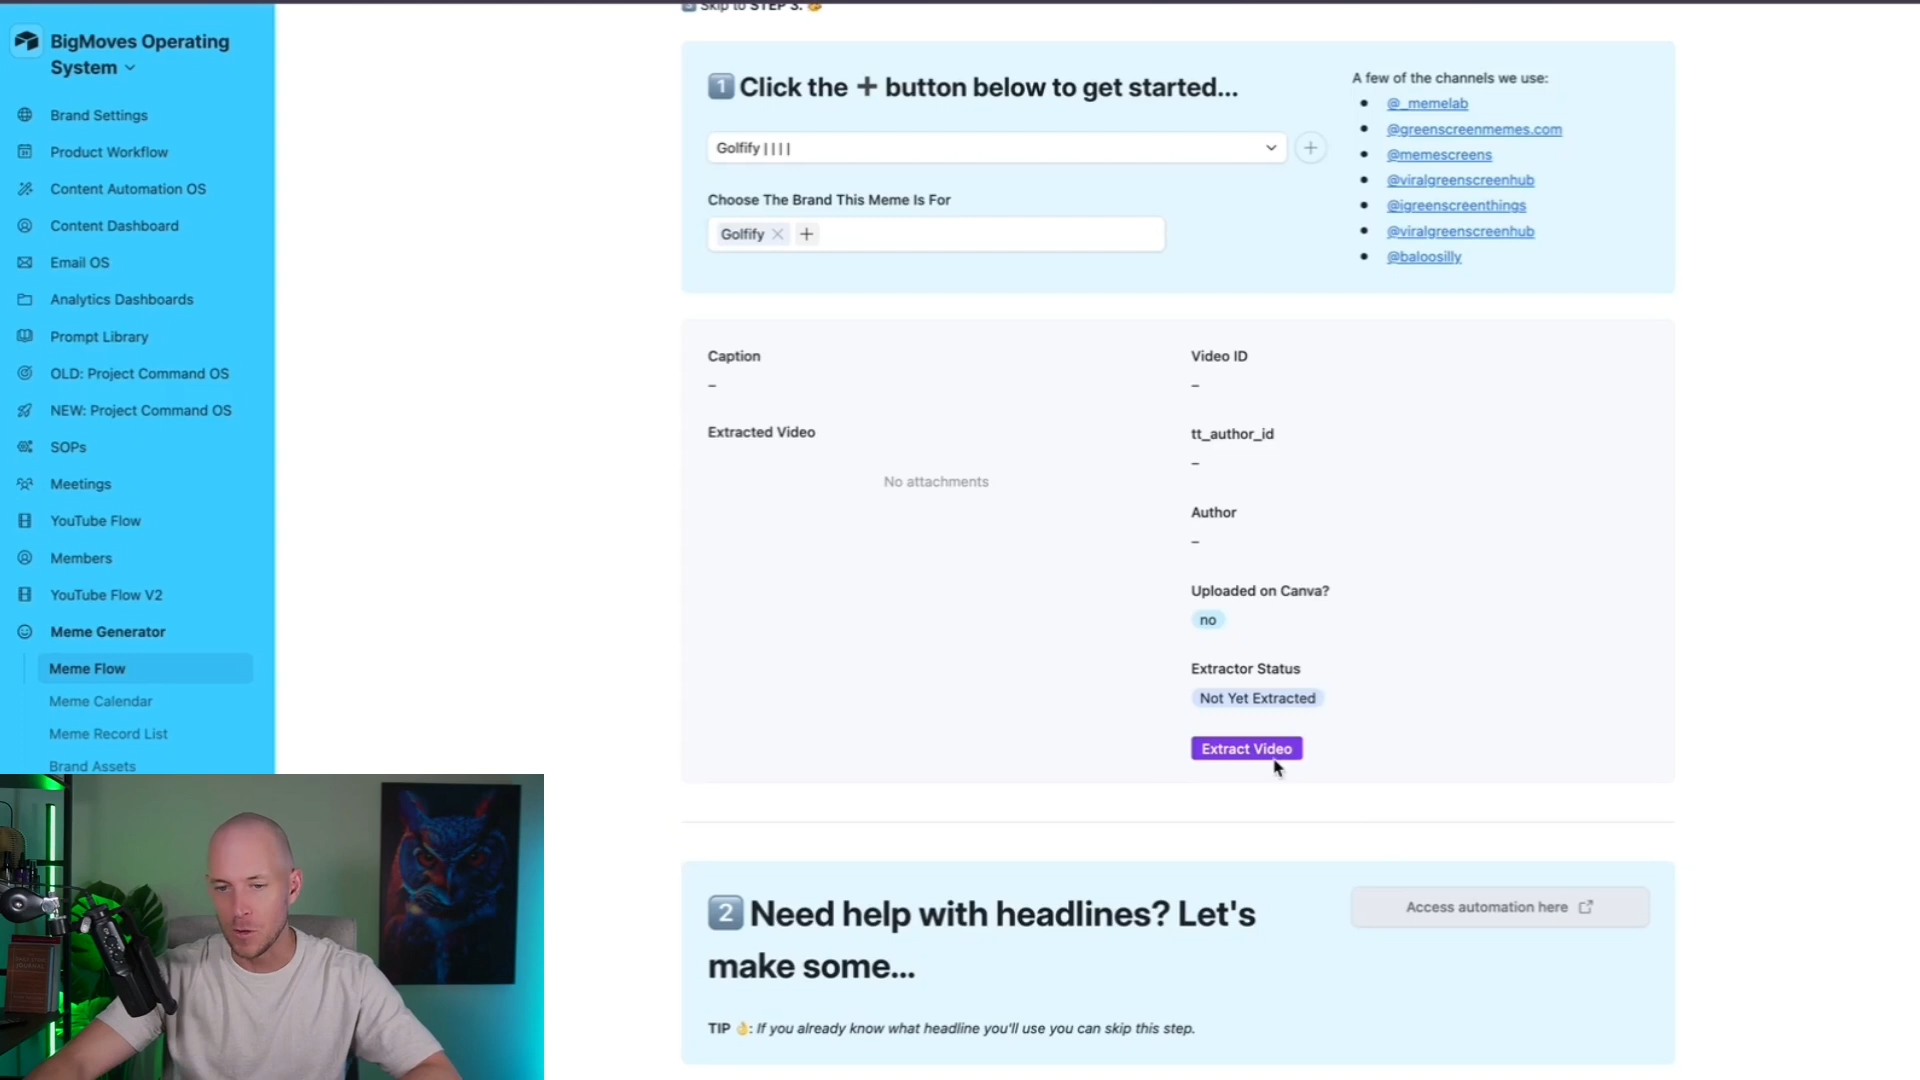 Skip to STEP 3.
BigMoves Operating
System
Brand Settings
Product Workflow
Content Automation OS
Content Dashboard
Email OS
Analytics Dashboards
Prompt Library
OLD: Project Command OS
NEW: Project Command OS
SOPs
Meetings
YouTube Flow
Members
YouTube Flow V2
Meme Generator
Meme Flow
Meme Calendar
Meme Record List
Brand Assets
1 Click the ➕ button below to get started...
Golfify | | | |
Choose The Brand This Meme Is For
Golfify
A few of the channels we use:
@_memelab
@greenscreenmemes.com
@memescreens
@viralgreenscreenhub
@igreenscreenthings
@viralgreenscreenhub
@baloosilly
Caption
–
Extracted Video
No attachments
Video ID
–
tt_author_id
–
Author
–
Uploaded on Canva?
no
Extractor Status
Not Yet Extracted
Extract Video
2 Need help with headlines? Let's
make some...
Access automation here
TIP 👌: If you already know what headline you'll use you can skip this step.